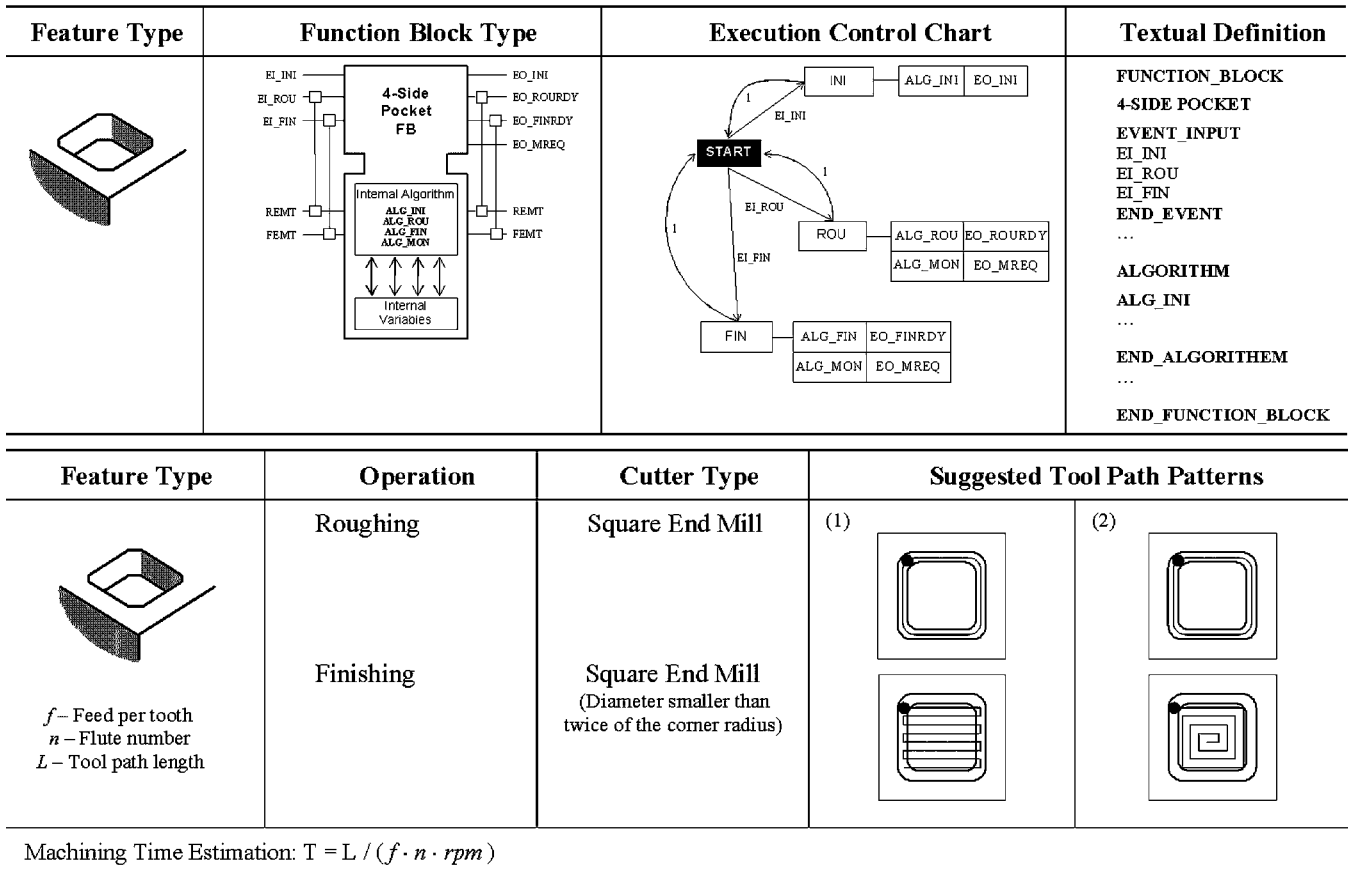 Feature Type
Function Block Type
Execution Control Chart
Textual Definition
EI_INI
EI_ROU
EI_FIN
4-Side
Pocket
FB
EO_INI
EO_ROURDY
EO_FINRDY
EO_MREQ
Internal Algorithm
ALG_INI
ALG_ROU
ALG_FIN
ALG_MON
REMT
FEMT
REMT
FEMT
Internal
Variables
INI
ALG_INI
EO_INI
1
EI_INI
START
1
EI_ROU
ROU
ALG_ROU
EO_ROURDY
ALG_MON
EO_MREQ
1
EI_FIN
FIN
ALG_FIN
EO_FINRDY
ALG_MON
EO_MREQ
FUNCTION_BLOCK
4-SIDE POCKET
EVENT_INPUT
EI_INI
EI_ROU
EI_FIN
END_EVENT
…
ALGORITHM
ALG_INI
…
END_ALGORITHEM
…
END_FUNCTION_BLOCK
Feature Type
Operation
Cutter Type
Suggested Tool Path Patterns
f – Feed per tooth
n – Flute number
L – Tool path length
Roughing
Square End Mill
(1)
(2)
Finishing
Square End Mill
(Diameter smaller than
twice of the corner radius)
Machining Time Estimation: T = L / ( f · n · rpm )